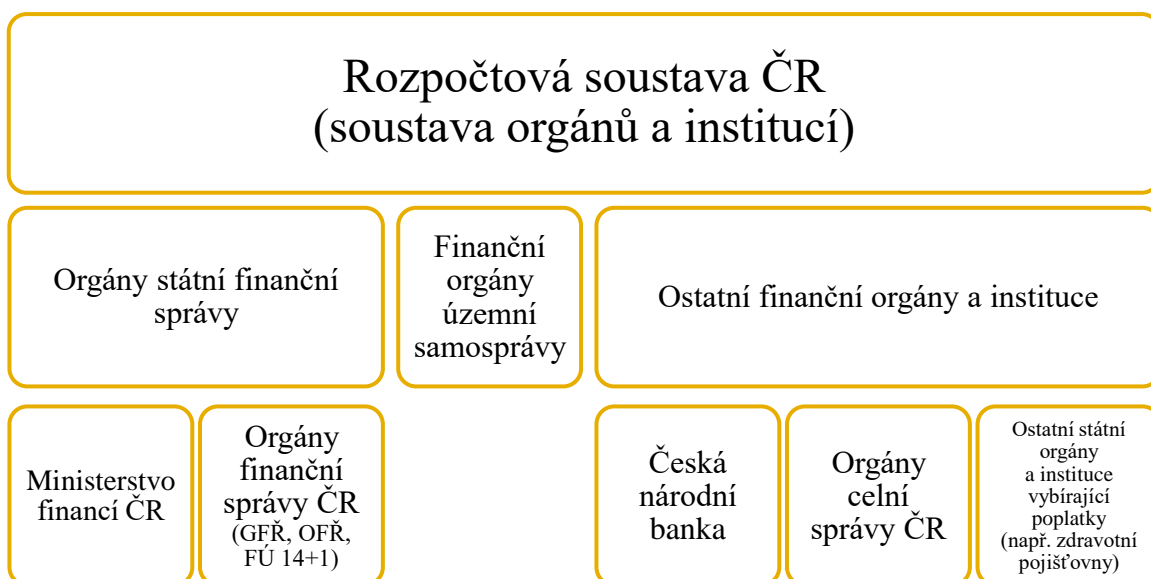 Rozpočtová soustava ČR
(soustava orgánů a institucí)
Orgány státní finanční
správy
Finanční
orgány
územní
samosprávy
Ostatní finanční orgány a instituce
Ministerstvo
financí ČR
Orgány
finanční
správy ČR
(GFŘ, OFŘ,
FÚ 14+1)
Česká
národní
banka
Orgány
celní
správy ČR
Ostatní státní
orgány
a instituce
vybírající
poplatky
(např. zdravotní
pojišťovny)